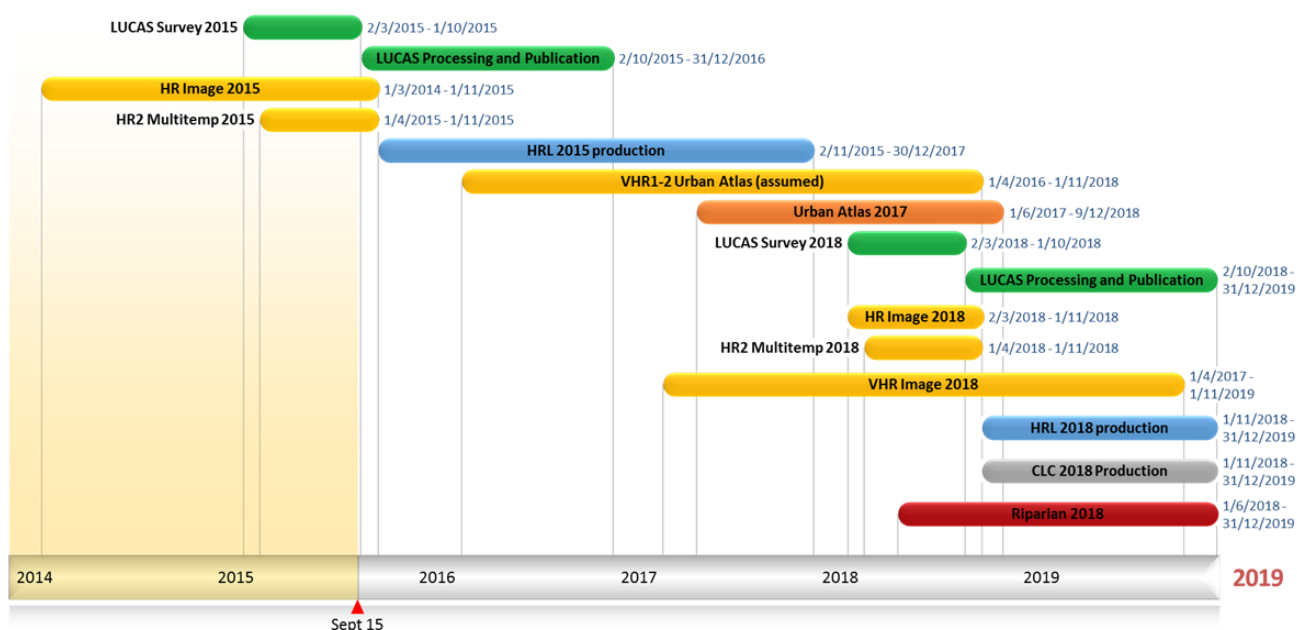 LUCAS Survey 2015 2/3/2015 - 1/10/2015
LUCAS Processing and Publication 2/10/2015 - 31/12/2016
HR Image 2015 1/3/2014 - 1/11/2015
HR2 Multitemp 2015 1/4/2015 - 1/11/2015
HRL 2015 production 2/11/2015 - 30/12/2017
VHR1-2 Urban Atlas (assumed) 1/4/2016 - 1/11/2018
Urban Atlas 2017 1/6/2017 - 9/12/2018
LUCAS Survey 2018 2/3/2018 - 1/10/2018
LUCAS Processing and Publication 2/10/2018 -
31/12/2019
HR Image 2018 2/3/2018 - 1/11/2018
HR2 Multitemp 2018 1/4/2018 - 1/11/2018
VHR Image 2018 1/4/2017 -
1/11/2019
HRL 2018 production 1/11/2018 -
31/12/2019
CLC 2018 Production 1/11/2018 -
31/12/2019
Riparian 2018 1/6/2018 -
31/12/2019
2014 2015 2016 2017 2018 2019 2019
Sept 15